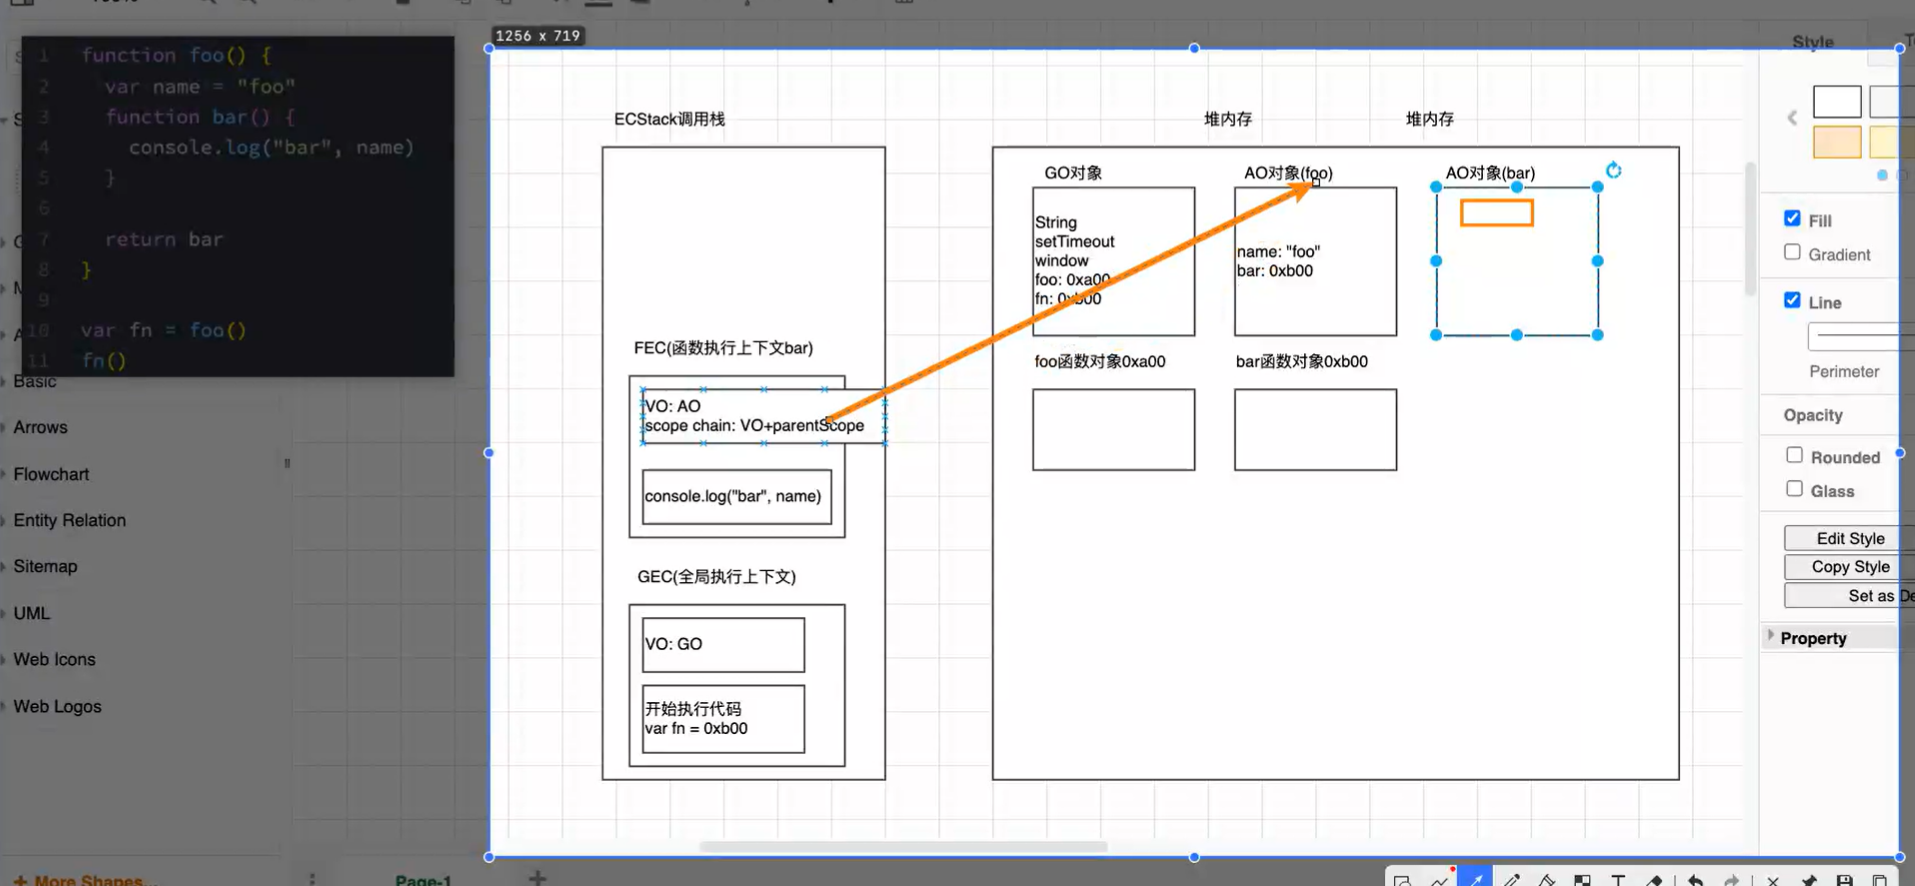 1256 x 719
1 function foo() {
2 var name = "foo"
3 function bar() {
4 console.log("bar", name)
5 }
6
7 return bar
8 }
9
10 var fn = foo()
11 fn()
Basic
Arrows
Flowchart
Entity Relation
Sitemap
UML
Web Icons
Web Logos
+ More Shapes...
Page-1
ECStack调用栈
FEC(函数执行上下文bar)
VO: AO
scope chain: VO+parentScope
console.log("bar", name)
GEC(全局执行上下文)
VO: GO
开始执行代码
var fn = 0xb00
堆内存
堆内存
GO对象
String
setTimeout
window
foo: 0xa00
fn: 0xb00
AO对象(foo)
name: "foo"
bar: 0xb00
AO对象(bar)
foo函数对象0xa00
bar函数对象0xb00
Style
Fill
Gradient
Line
Perimeter
Opacity
Rounded
Glass
Edit Style
Copy Style
Set as De
Property